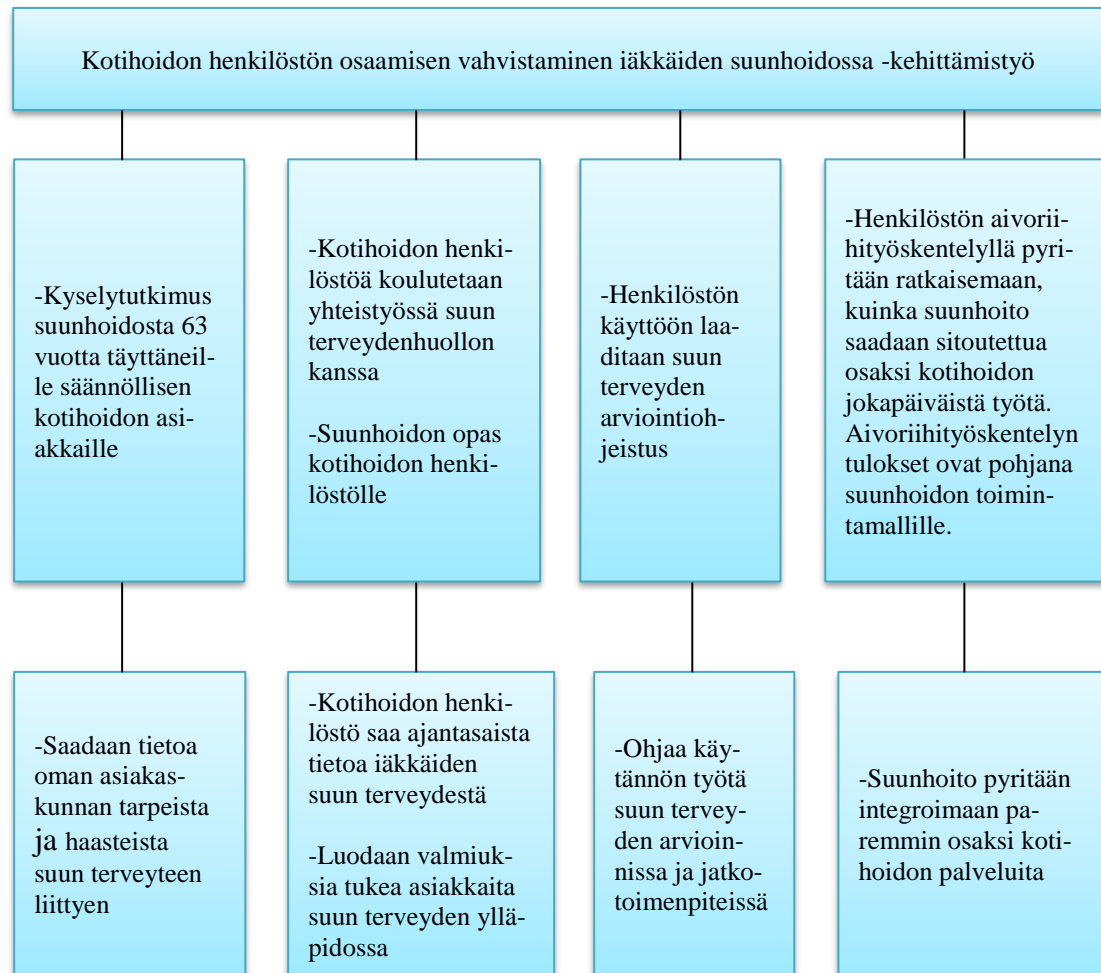 Kotihoidon henkilöstön osaamisen vahvistaminen iäkkäiden suunhoidossa -kehittämistyö
-Kyselytutkimus
suunhoidosta 63
vuotta täyttäneil-
le säännöllisen
kotihoidon asi-
akkaille
-Kotihoidon henki-
löstöä koulutetaan
yhteistyössä suun
terveydenhuollon
kanssa
-Suunhoidon opas
kotihoidon henki-
löstölle
-Henkilöstön
käyttöön laa-
ditaan suun
terveyden
arviointioh-
jeistus
-Henkilöstön aivorii-
hityöskentelyllä pyri-
tään ratkaisemaan,
kuinka suunhoito
saadaan sitoutettua
osaksi kotihoidon
jokapäiväistä työtä.
Aivoriihityöskentelyn
tulokset ovat pohjana
suunhoidon toimin-
tamallille.
-Saadaan tietoa
oman asiakas-
kunnan tarpeista
ja haasteista
suun terveyteen
liittyen
-Kotihoidon henki-
löstö saa ajantasaista
tietoa iäkkäiden
suun terveydestä
-Luodaan valmiuk-
sia tukea asiakkaita
suun terveyden yllä-
pidossa
-Ohjaa käy-
tännön työtä
suun tervey-
den arvioin-
nissa ja jatko-
toimenpiteissä
-Suunhoito pyritään
integroimaan pa-
remmin osaksi koti-
hoidon palveluita